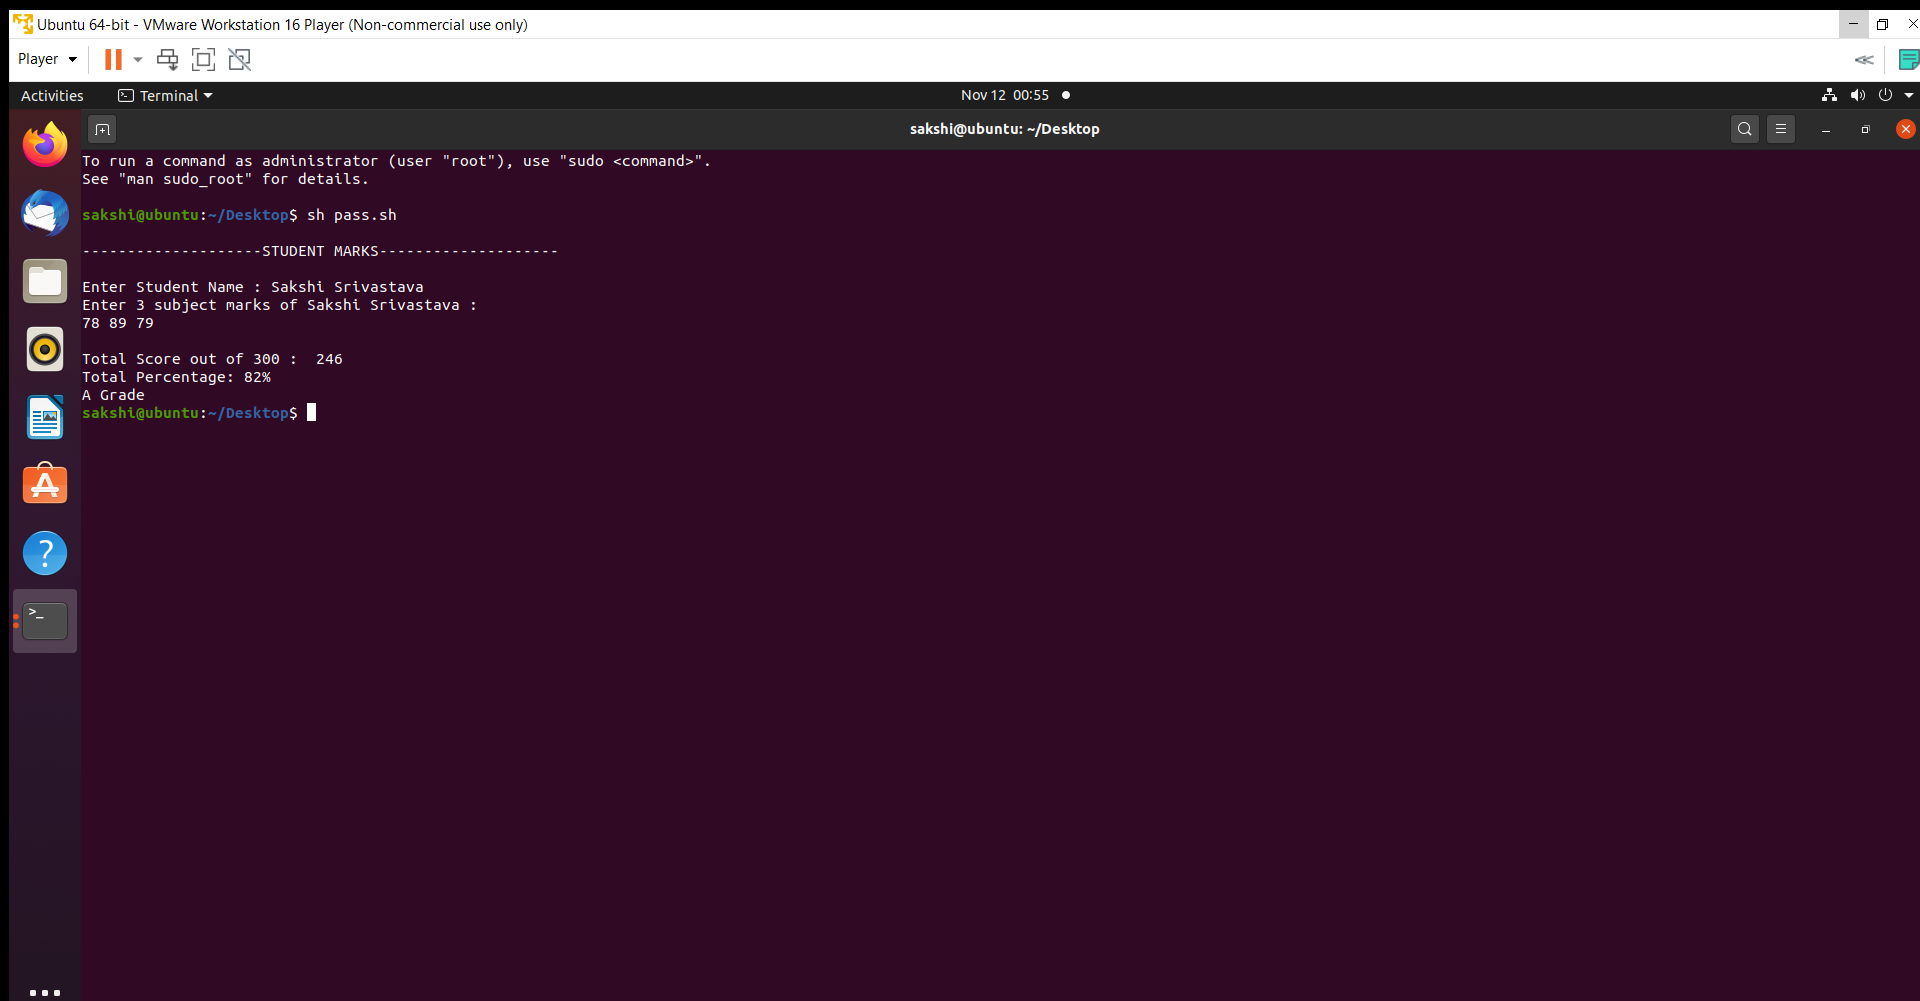 Ubuntu 64-bit - VMware Workstation 16 Player (Non-commercial use only)
Player
Activities Terminal Nov 12 00:55
sakshi@ubuntu: ~/Desktop
To run a command as administrator (user "root"), use "sudo <command>".
See "man sudo_root" for details.
sakshi@ubuntu:~/Desktop$ sh pass.sh
--------------------STUDENT MARKS--------------------
Enter Student Name : Sakshi Srivastava
Enter 3 subject marks of Sakshi Srivastava :
78 89 79
Total Score out of 300 :  246
Total Percentage: 82%
A Grade
sakshi@ubuntu:~/Desktop$